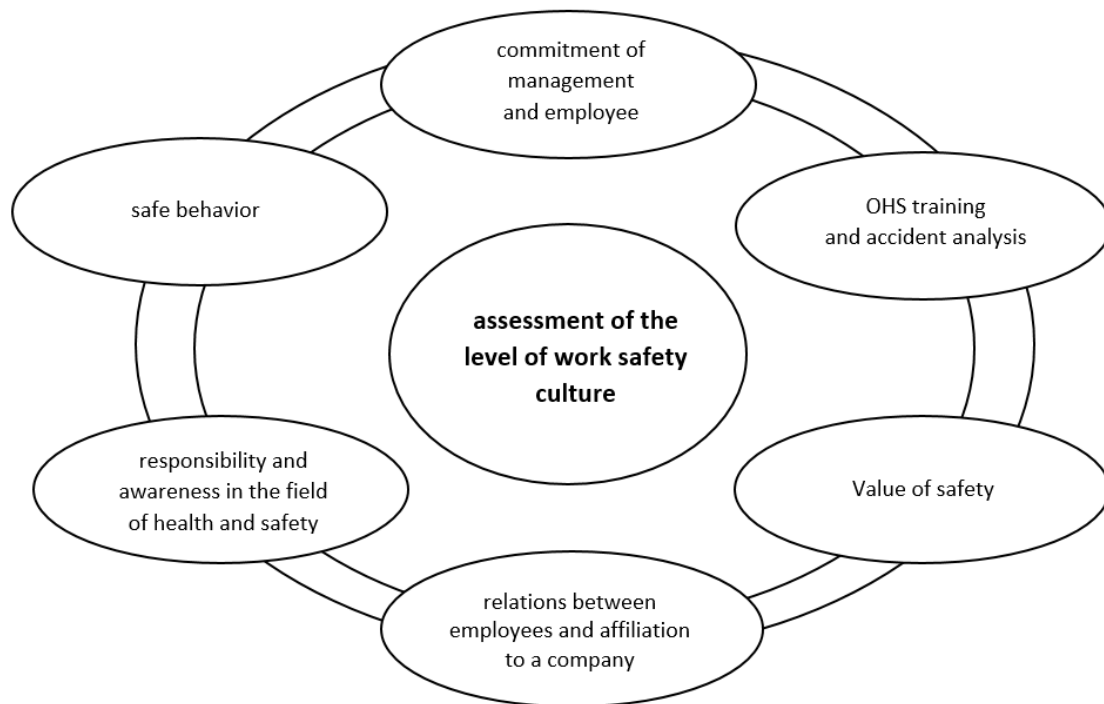 commitment of
management
and employee
safe behavior
OHS training
and accident analysis
assessment of the
level of work safety
culture
responsibility and
awareness in the field
of health and safety
Value of safety
relations between
employees and affiliation
to a company